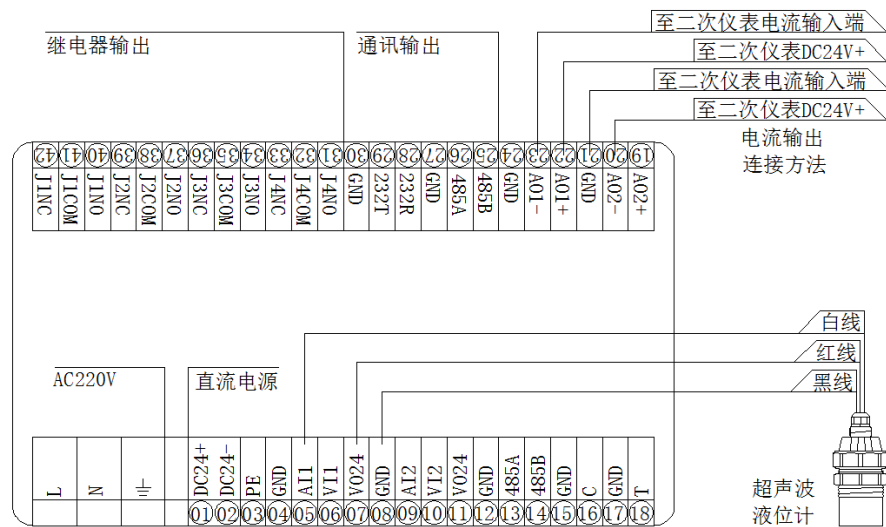 至二次仪表电流输入端
至二次仪表DC24V+
至二次仪表电流输入端
至二次仪表DC24V+
电流输出
连接方法
继电器输出
通讯输出
42 41 40 39 38 37 36 35 34 33 32 31 30 29 28 27 26 25 24 23 22 21 20 19
J1NC J1COM J1NO J2NC J2COM J2NO J3NC J3COM J3NO J4NC J4COM J4NO GND 232T 232R GND 485A 485B GND A01- A01+ GND A02- A02+
白线
红线
黑线
AC220V
直流电源
L N DC24+ DC24- PE GND AI1 VI1 V024 GND AI2 VI2 V024 GND 485A 485B GND C GND T
01 02 03 04 05 06 07 08 09 10 11 12 13 14 15 16 17 18
超声波
液位计